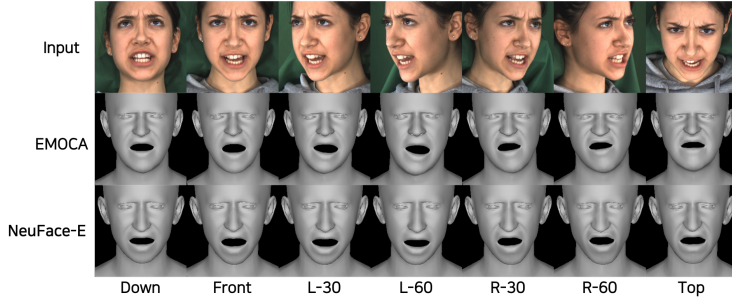 Input
EMOCA
NeuFace-E
Down Front L-30 L-60 R-30 R-60 Top